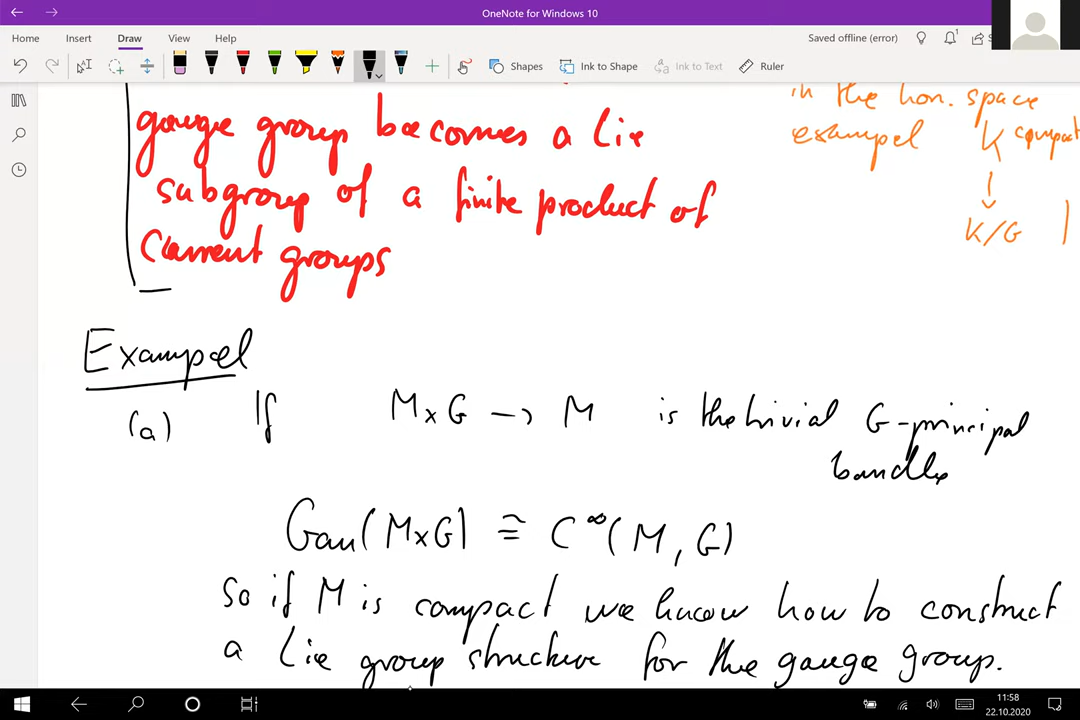 OneNote for Windows 10
Home Insert Draw View Help
Saved offline (error)
Shapes Ink to Shape Ink to Text Ruler
gauge group becomes a Lie
subgroup of a finite product of
Current groups
in the hom. space
exampel K compact
K/G
Exampel
(a) If M×G → M is the trivial G-principal
bundle
Gau(M×G) ≅ C^∞(M, G)
So if M is compact we know how to construct
a Lie group structure for the gauge group.
11:58
22.10.2020